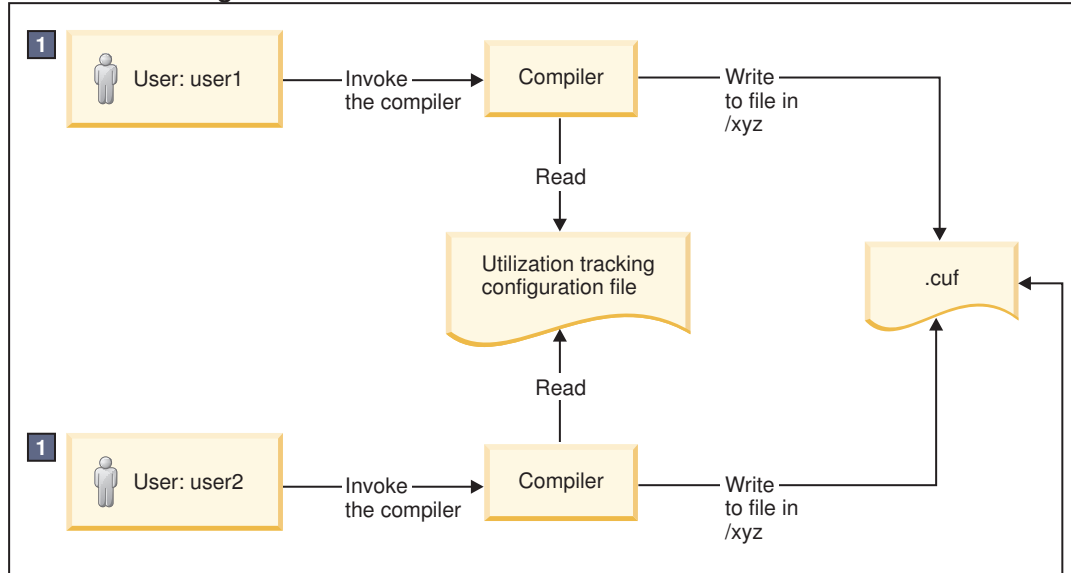 1
User: user1
Invoke
the compiler
Compiler
Write
to file in
/xyz
Read
Utilization tracking
configuration file
.cuf
Read
1
User: user2
Invoke
the compiler
Compiler
Write
to file in
/xyz